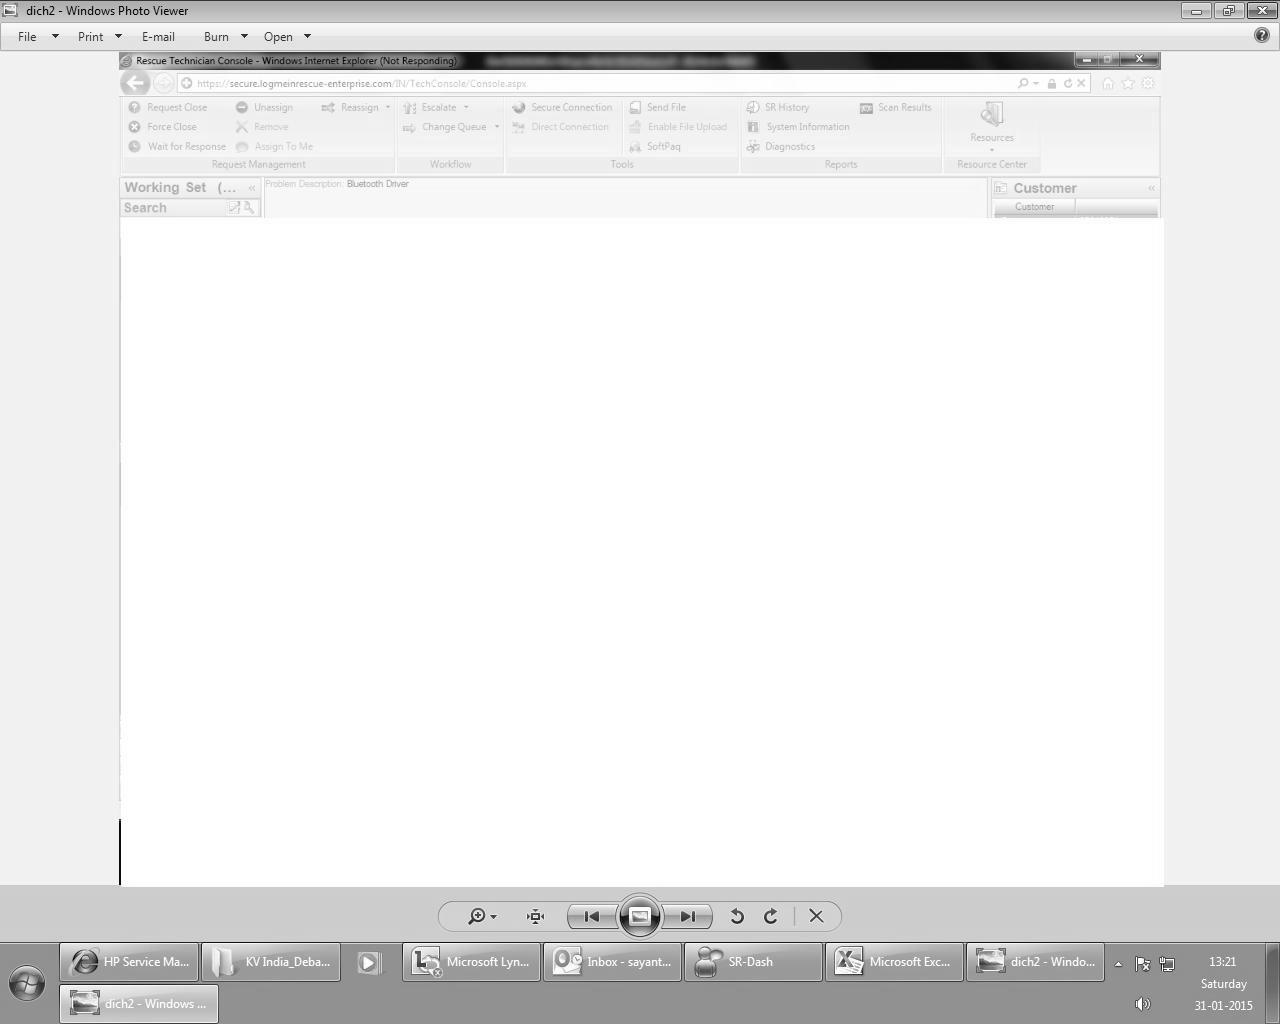 dich2 - Windows Photo Viewer
File Print E-mail Burn Open
Rescue Technician Console - Windows Internet Explorer (Not Responding)
https://secure.logmeinrescue-enterprise.com/IN/TechConsole/Console.aspx
Request Close Unassign Reassign Escalate Secure Connection Send File SR History Scan Results
Force Close Remove Change Queue Direct Connection Enable File Upload System Information Resources
Wait for Response Assign To Me SoftPaq Diagnostics
Request Management Workflow Tools Reports Resource Center
Working Set (... « Problem Description: Bluetooth Driver Customer «
Search Customer
HP Service Ma... KV India_Deba... Microsoft Lyn... Inbox - sayant... SR-Dash Microsoft Exc... dich2 - Windo... 13:21
Saturday
dich2 - Windows ... 31-01-2015